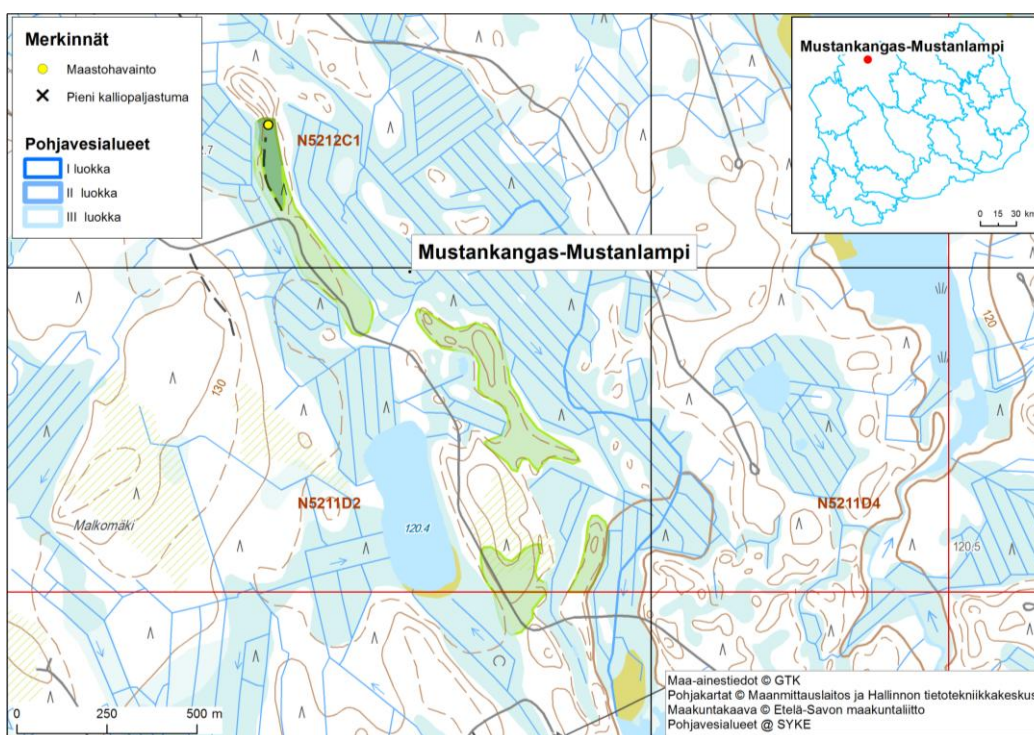 Merkinnät
Maastohavainto
Pieni kalliopaljastuma
Pohjavesialueet
I luokka
II luokka
III luokka
Mustankangas-Mustanlampi
0 15 30 km
N5212C1
Mustankangas-Mustanlampi
120
130
N5211D2
N5211D4
Malkomäki
120.4
120.5
0 250 500 m
Maa-ainestiedot © GTK
Pohjakartat © Maanmittauslaitos ja Hallinnon tietotekniikkakeskus
Maakuntakaava © Etelä-Savon maakuntaliitto
Pohjavesialueet @ SYKE